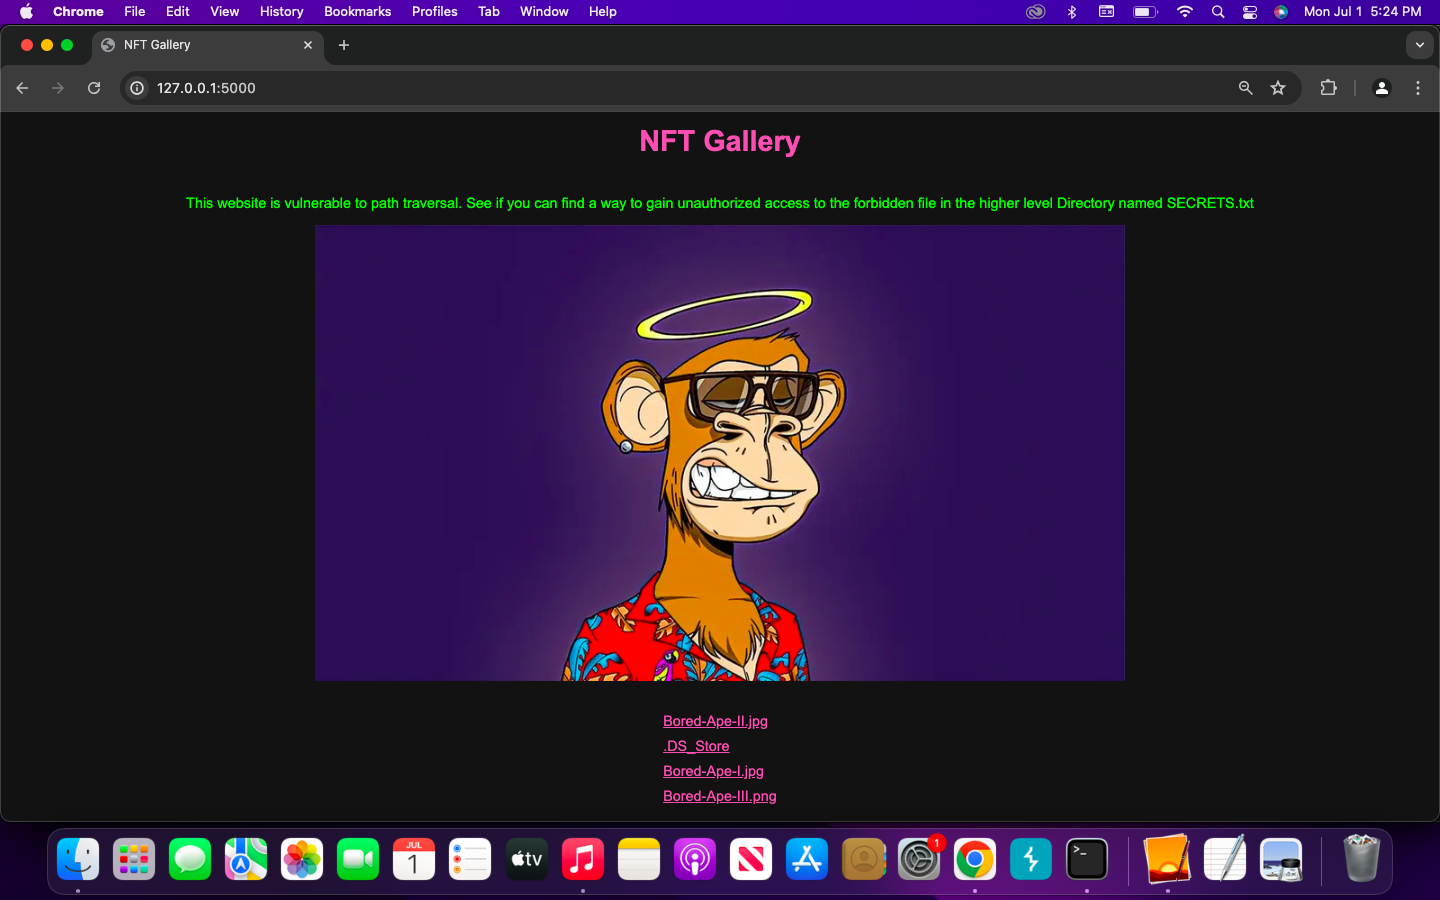 Chrome File Edit View History Bookmarks Profiles Tab Window Help Mon Jul 1 5:24 PM
NFT Gallery
127.0.0.1:5000
NFT Gallery
This website is vulnerable to path traversal. See if you can find a way to gain unauthorized access to the forbidden file in the higher level Directory named SECRETS.txt
Bored-Ape-II.jpg
.DS_Store
Bored-Ape-I.jpg
Bored-Ape-III.png
JUL
1
tv
1
>_